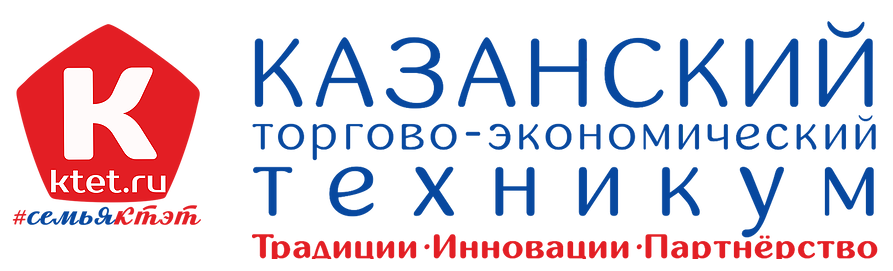 К
ktet.ru
#семьяКТЭТ
КАЗАНСКИЙ
торгово-экономический
техникум
Традиции·Инновации·Партнёрство